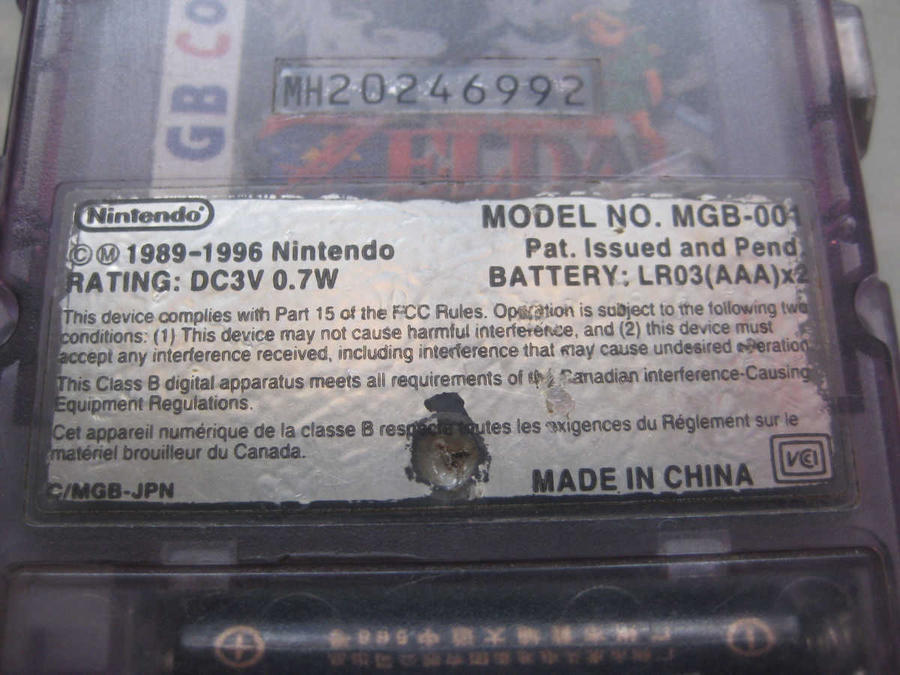 GB Co
MH20246992
ZELDA
Nintendo
MODEL NO. MGB-001
©Ⓜ 1989-1996 Nintendo
Pat. Issued and Pend
RATING: DC3V 0.7W
BATTERY: LR03(AAA)x2
This device complies with Part 15 of the FCC Rules. Operation is subject to the following two
conditions: (1) This device may not cause harmful interference, and (2) this device must
accept any interference received, including interference that may cause undesired operation
This Class B digital apparatus meets all requirements of the Canadian interference-Causing
Equipment Regulations.
Cet appareil numérique de la classe B respecte toutes les exigences du Réglement sur le
matériel brouilleur du Canada.
C/MGB-JPN
MADE IN CHINA
VCI